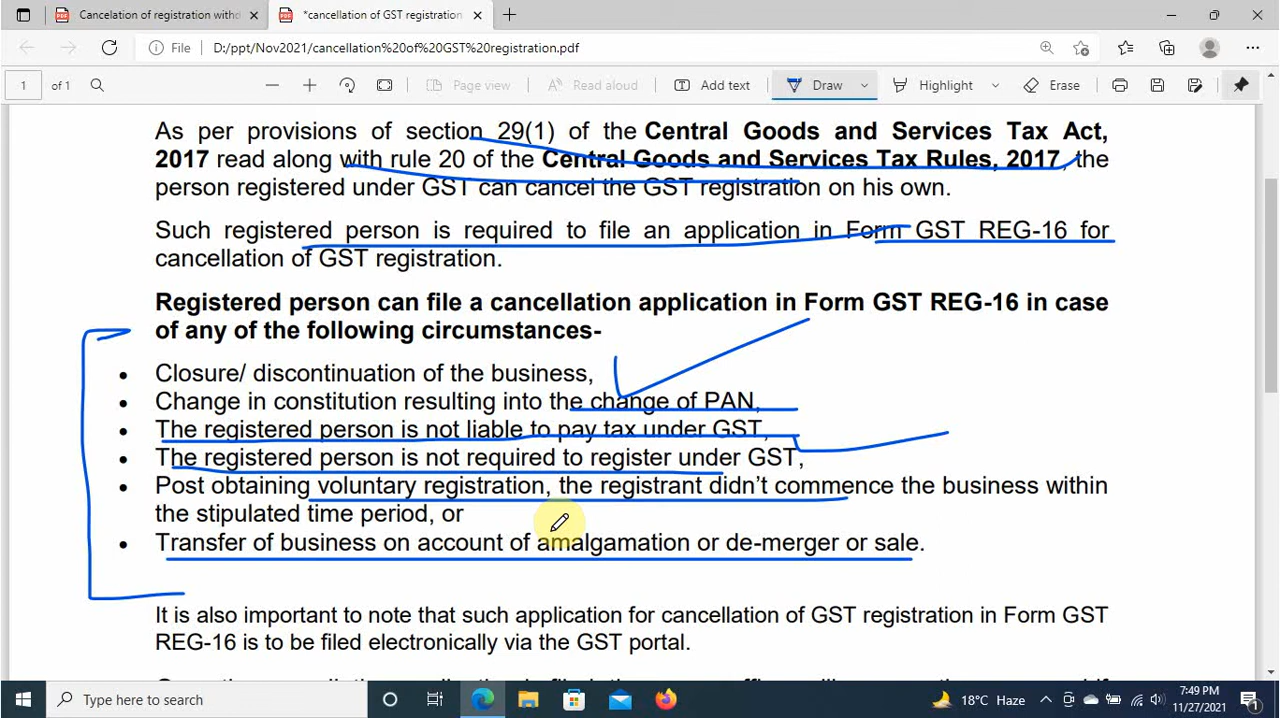 Cancelation of registration withd
*cancellation of GST registration
File D:/ppt/Nov2021/cancellation%20of%20GST%20registration.pdf
1 of 1 Page view Read aloud Add text Draw Highlight Erase
As per provisions of section 29(1) of the Central Goods and Services Tax Act,
2017 read along with rule 20 of the Central Goods and Services Tax Rules, 2017, the
person registered under GST can cancel the GST registration on his own.
Such registered person is required to file an application in Form GST REG-16 for
cancellation of GST registration.
Registered person can file a cancellation application in Form GST REG-16 in case
of any of the following circumstances-
• Closure/ discontinuation of the business,
• Change in constitution resulting into the change of PAN,
• The registered person is not liable to pay tax under GST,
• The registered person is not required to register under GST,
• Post obtaining voluntary registration, the registrant didn't commence the business within
the stipulated time period, or
• Transfer of business on account of amalgamation or de-merger or sale.
It is also important to note that such application for cancellation of GST registration in Form GST
REG-16 is to be filed electronically via the GST portal.
Type here to search
18°C Haze
7:49 PM
11/27/2021
1